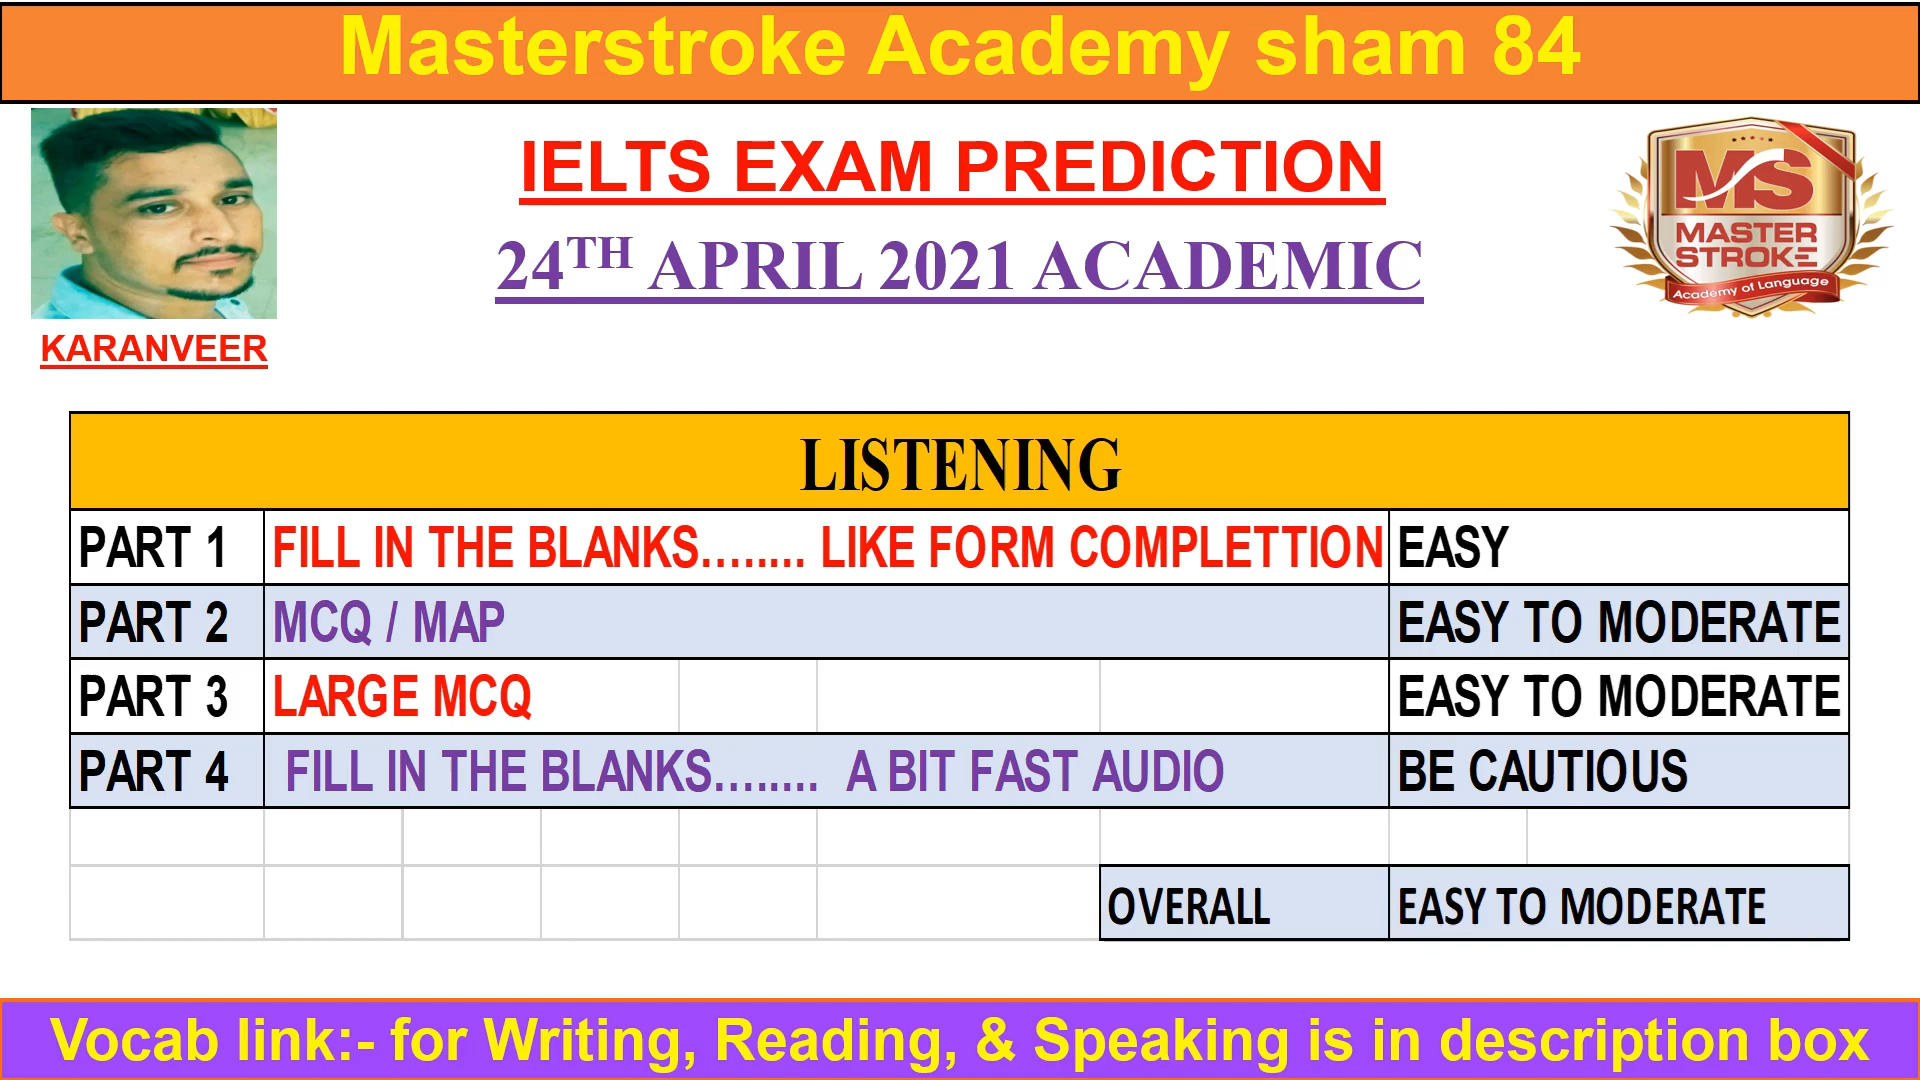 Masterstroke Academy sham 84
IELTS EXAM PREDICTION
24TH APRIL 2021 ACADEMIC
MS
MASTER
STROKE
Academy of Language
KARANVEER
LISTENING
PART 1 FILL IN THE BLANKS…..... LIKE FORM COMPLETTION EASY
PART 2 MCQ / MAP EASY TO MODERATE
PART 3 LARGE MCQ EASY TO MODERATE
PART 4 FILL IN THE BLANKS…..... A BIT FAST AUDIO BE CAUTIOUS
OVERALL EASY TO MODERATE
Vocab link:- for Writing, Reading, & Speaking is in description box